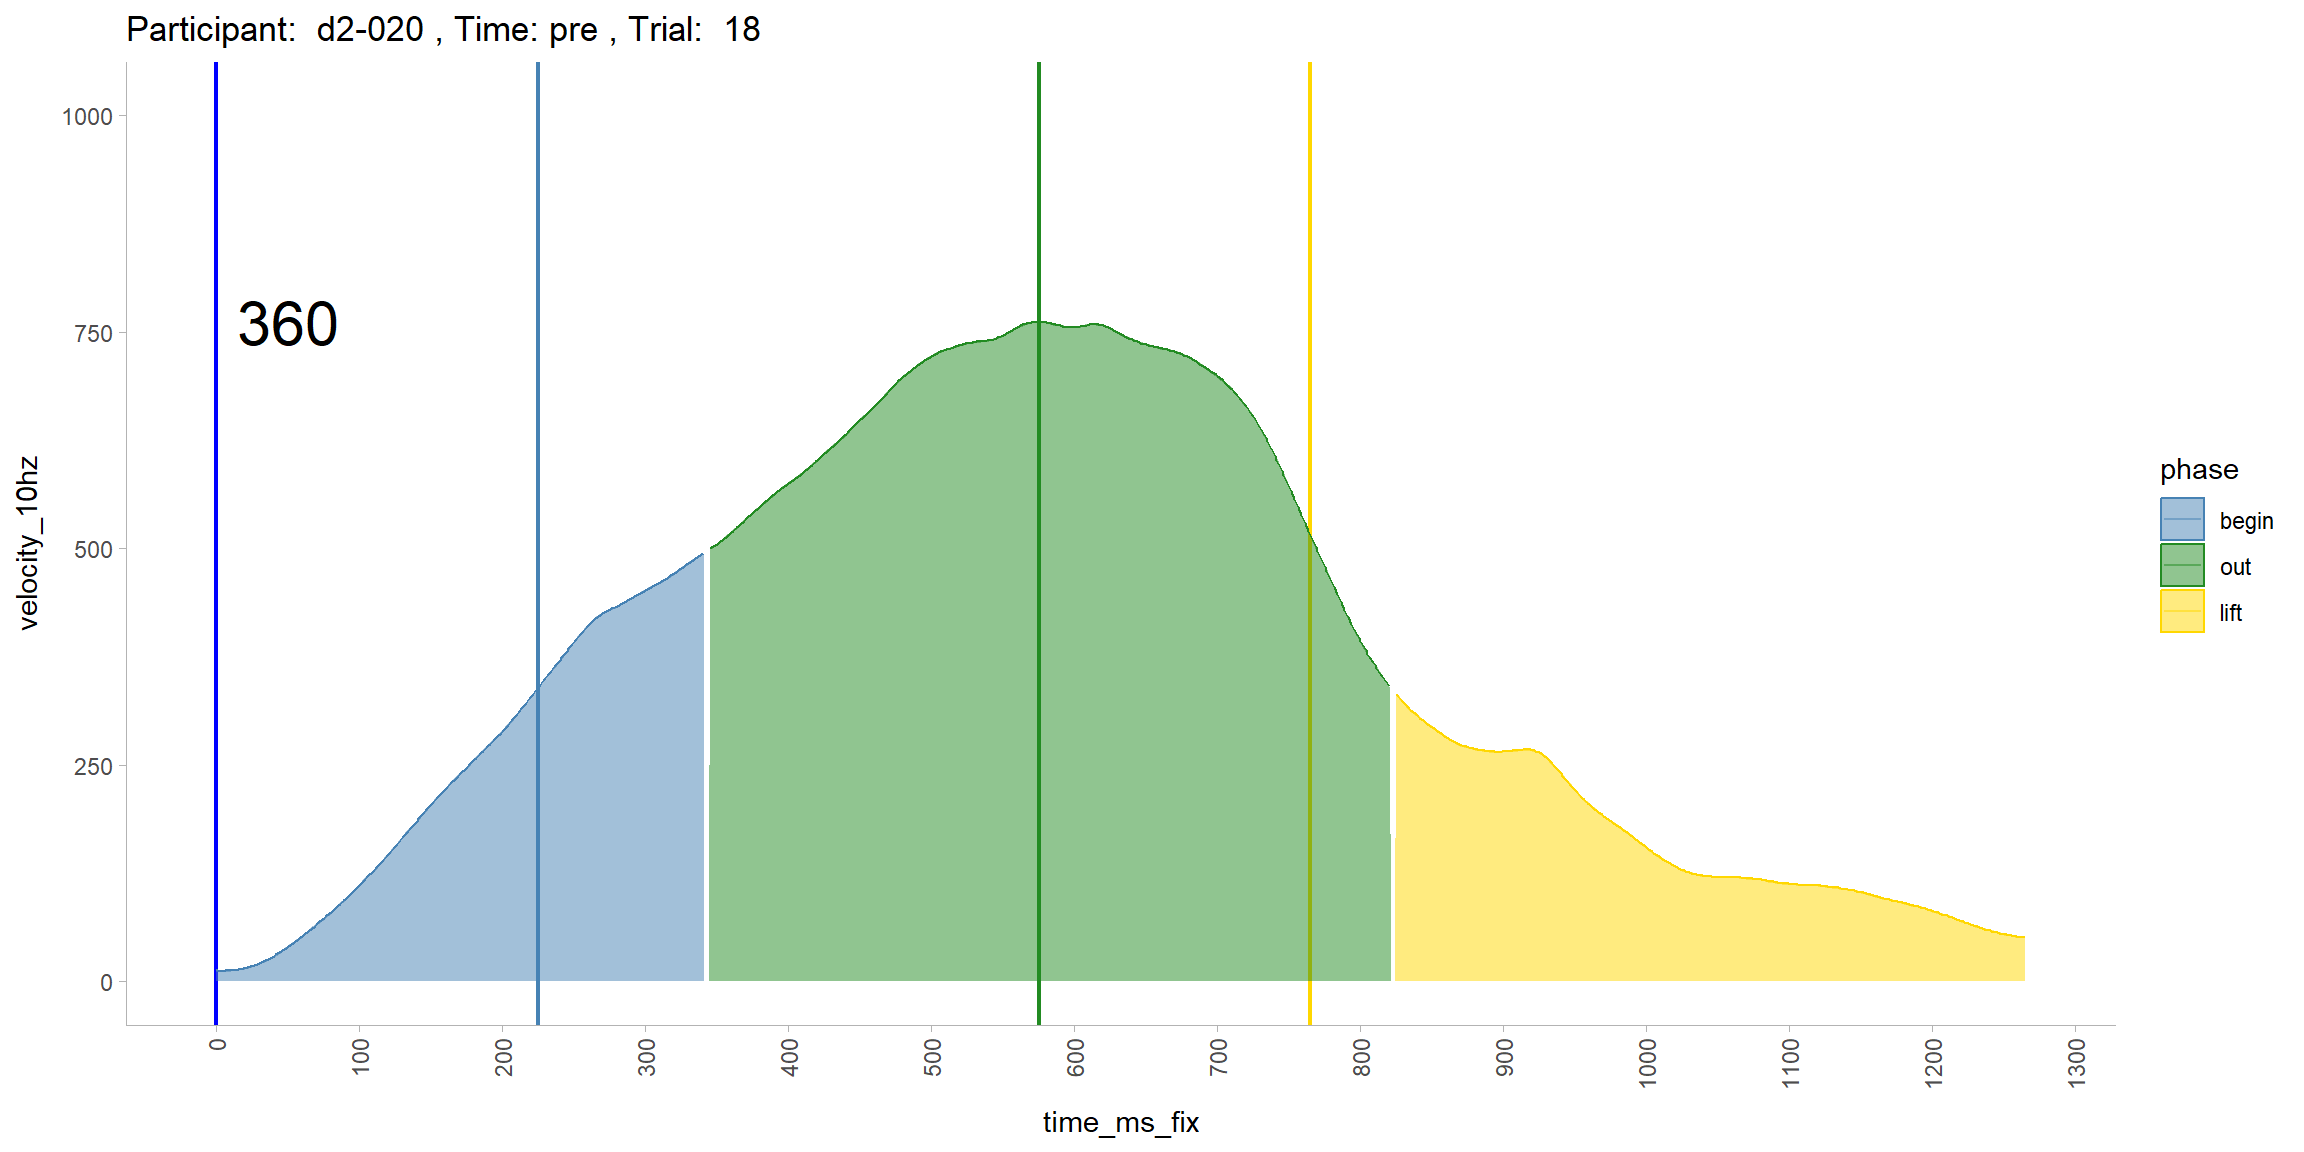 Participant:  d2-020 , Time: pre , Trial:  18
1000
750
500
250
0
velocity_10hz
360
0
100
200
300
400
500
600
700
800
900
1000
1100
1200
1300
time_ms_fix
phase
begin
out
lift